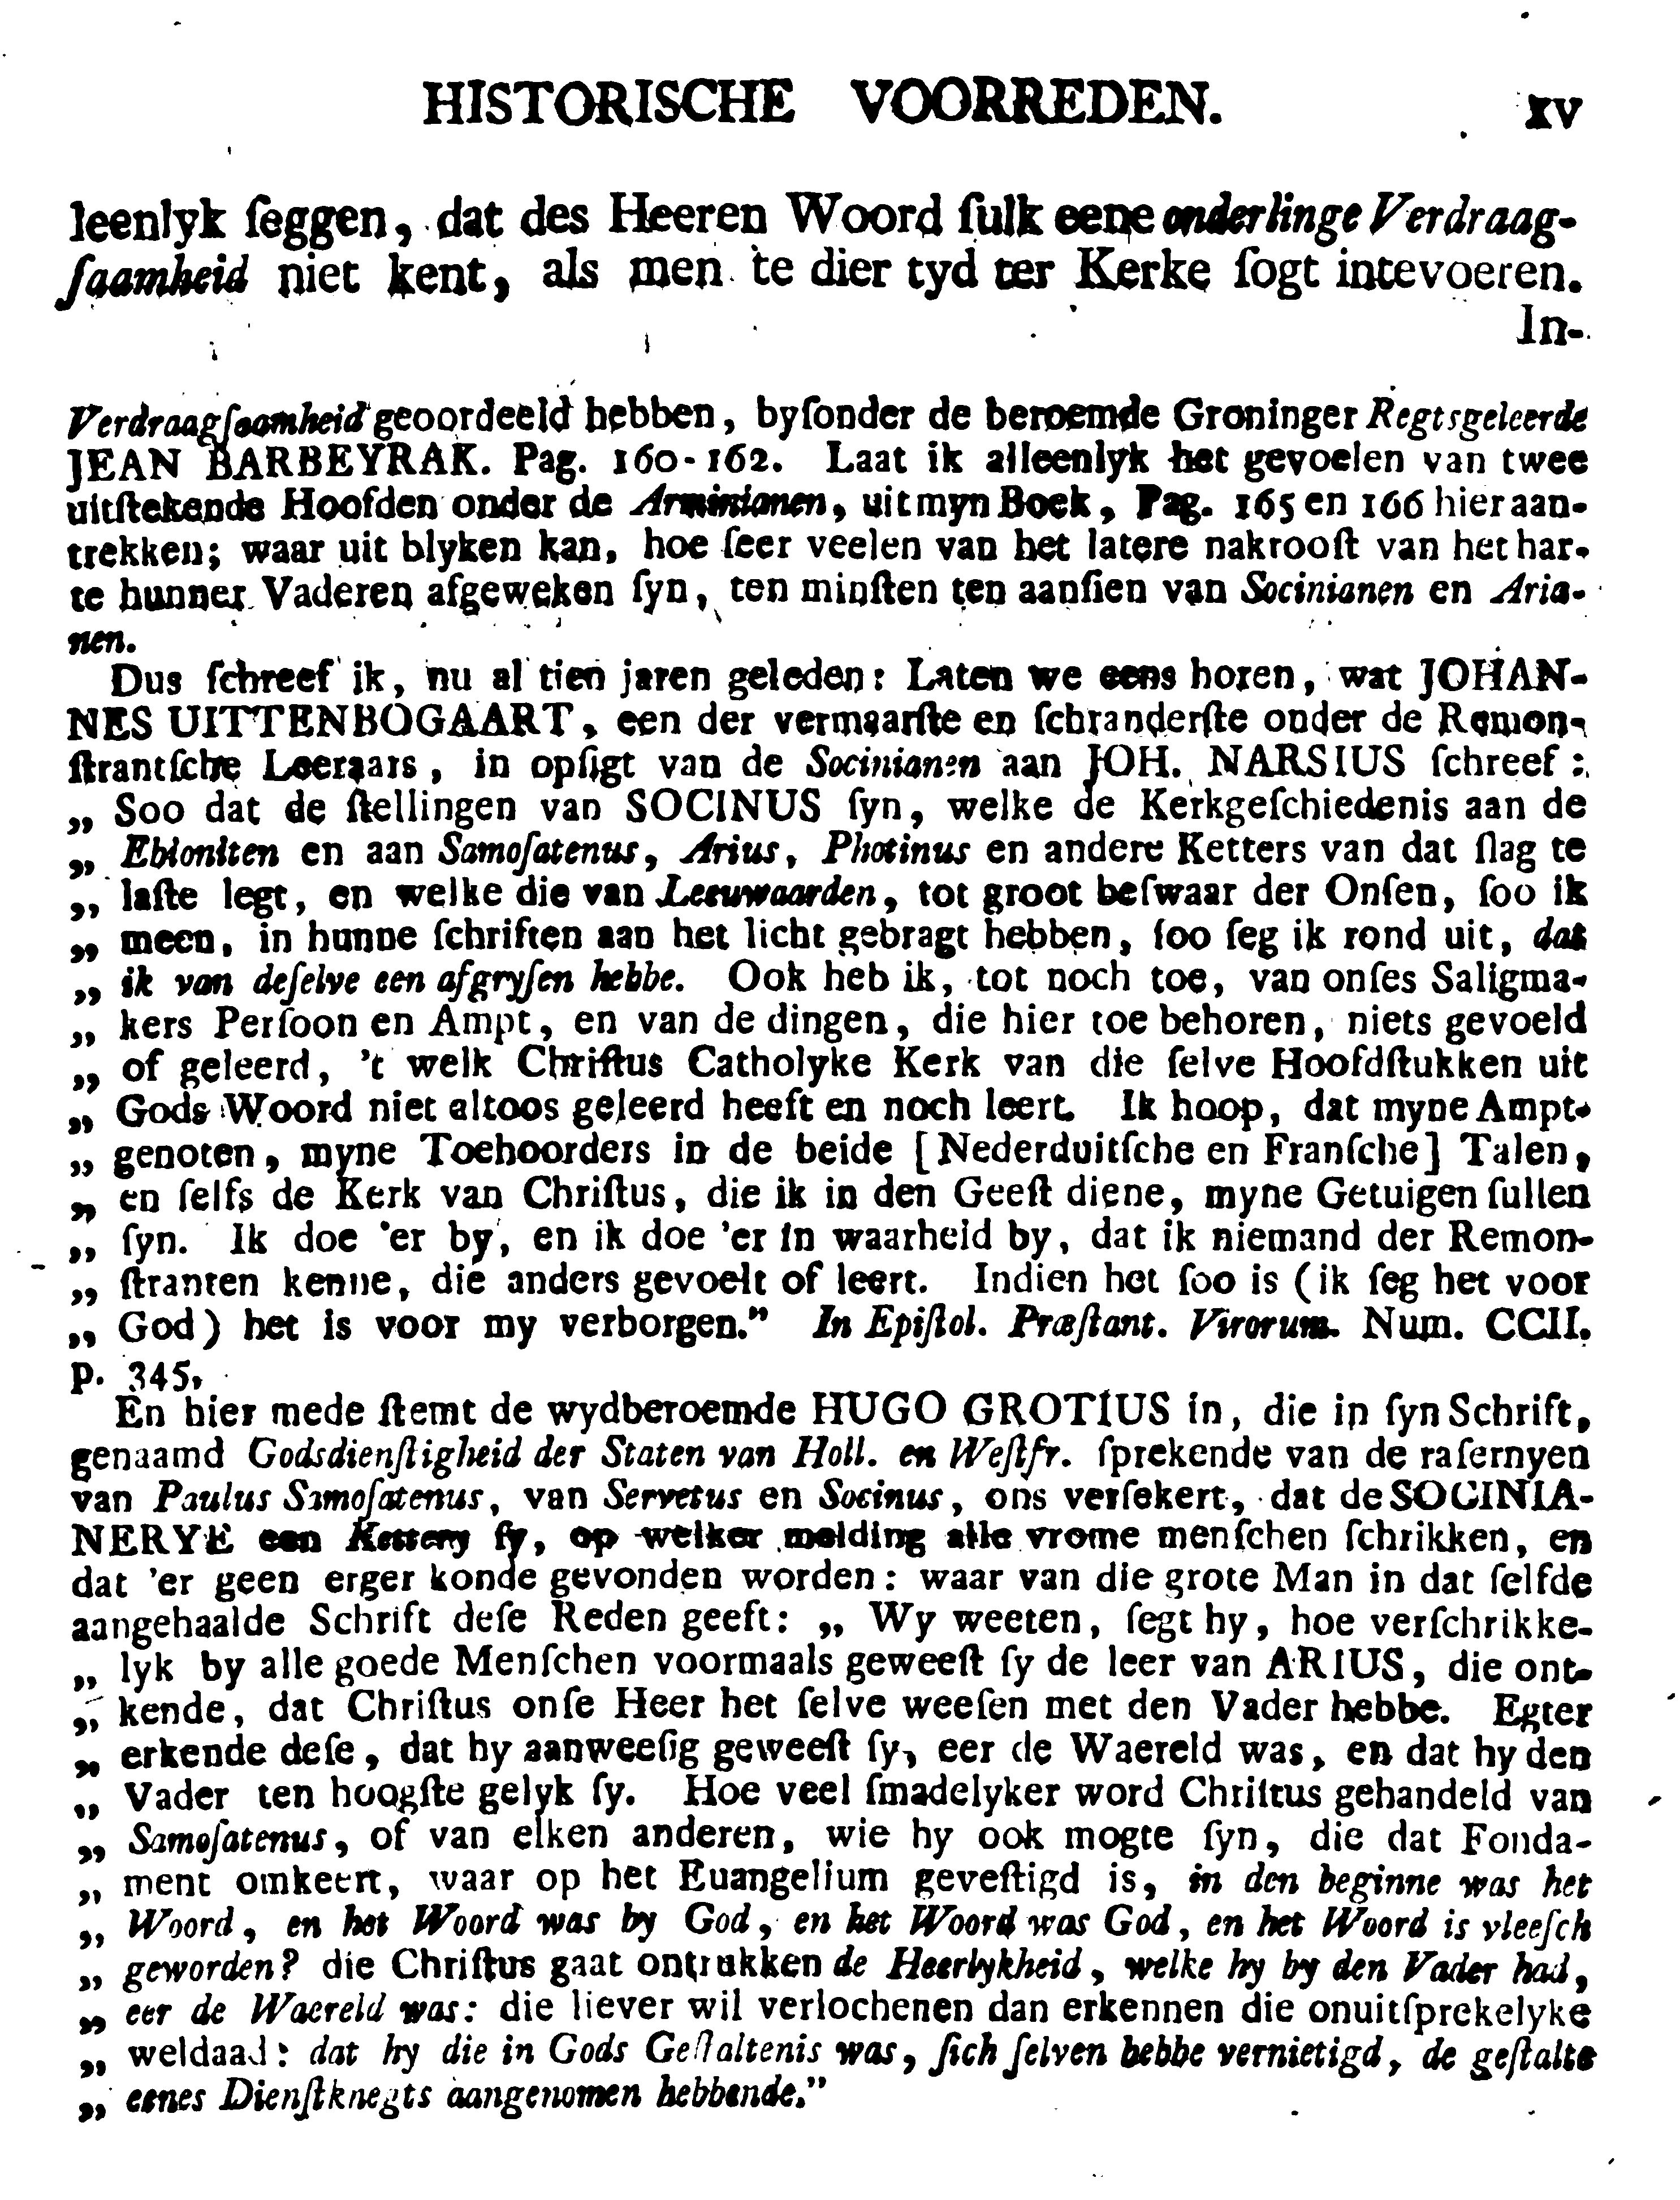 HISTORISCHE VOORREDEN. XV
leenlyk ſeggen, dat des Heeren Woord ſulk eene onderlinge Verdraag-
ſaamheid niet kent, als men te dier tyd ter Kerke ſogt intevoeren.
In-
Verdraagſaamheid geoordeeld hebben, byſonder de beroemde Groninger Regtsgeleerde
JEAN BARBEYRAK. Pag. 160-162. Laat ik alleenlyk het gevoelen van twee
uitſtekende Hoofden onder de Arminianen, uit myn Boek, Pag. 165 en 166 hier aan-
trekken; waar uit blyken kan, hoe ſeer veelen van het latere nakrooſt van het har-
te hunner Vaderen afgeweken ſyn, ten minſten ten aanſien van Socinianen en Aria-
nen.
Dus ſchreef ik, nu al tien jaren geleden: Laten we eens horen, wat JOHAN-
NES UITTENBOGAART, een der vermaarſte en ſchranderſte onder de Remon-
ſtrantſche Leeraars, in opſigt van de Socinianen aan JOH. NARSIUS ſchreef:
„ Soo dat de ſtellingen van SOCINUS ſyn, welke de Kerkgeſchiedenis aan de
„ Ebioniten en aan Samoſatenus, Arius, Photinus en andere Ketters van dat ſlag te
„ laſte legt, en welke die van Leeuwaarden, tot groot beſwaar der Onſen, ſoo ik
„ meen, in hunne ſchriften aan het licht gebragt hebben, ſoo ſeg ik rond uit, dat
„ ik van deſelve een afgryſen hebbe. Ook heb ik, tot noch toe, van onſes Saligma-
„ kers Perſoon en Ampt, en van de dingen, die hier toe behoren, niets gevoeld
„ of geleerd, 't welk Chriſtus Catholyke Kerk van die ſelve Hoofdſtukken uit
„ Gods Woord niet altoos geleerd heeft en noch leert. Ik hoop, dat myne Ampt-
„ genoten, myne Toehoorders in de beide [Nederduitſche en Franſche] Talen,
„ en ſelfs de Kerk van Chriſtus, die ik in den Geeſt diene, myne Getuigen ſullen
„ ſyn. Ik doe 'er by, en ik doe 'er in waarheid by, dat ik niemand der Remon-
„ ſtranten kenne, die anders gevoelt of leert. Indien het ſoo is (ik ſeg het voor
„ God) het is voor my verborgen." In Epiſtol. Præſtant. Virorum. Num. CCII.
p. 345.
En hier mede ſtemt de wydberoemde HUGO GROTIUS in, die in ſyn Schrift,
genaamd Godsdienſtigheid der Staten van Holl. en Weſtfr. ſprekende van de raſernyen
van Paulus Samoſatenus, van Servetus en Socinus, ons verſekert, dat de SOCINIA-
NERYE een Kettery ſy, op welker melding alle vrome menſchen ſchrikken, en
dat 'er geen erger konde gevonden worden: waar van die grote Man in dat ſelfde
aangehaalde Schrift deſe Reden geeft: „ Wy weeten, ſegt hy, hoe verſchrikke-
„ lyk by alle goede Menſchen voormaals geweeſt ſy de leer van ARIUS, die ont-
„ kende, dat Chriſtus onſe Heer het ſelve weeſen met den Vader hebbe. Egter
„ erkende deſe, dat hy aanweeſig geweeſt ſy, eer de Waereld was, en dat hy den
„ Vader ten hoogſte gelyk ſy. Hoe veel ſmadelyker word Chriſtus gehandeld van
„ Samoſatenus, of van elken anderen, wie hy ook mogte ſyn, die dat Fonda-
„ ment omkeert, waar op het Euangelium geveſtigd is, in den beginne was het
„ Woord, en het Woord was by God, en het Woord was God, en het Woord is vleeſch
„ geworden? die Chriſtus gaat ontrukken de Heerlykheid, welke hy by den Vader had,
„ eer de Waereld was: die liever wil verlochenen dan erkennen die onuitſprekelyke
„ weldaad: dat hy die in Gods Geſtaltenis was, ſich ſelven hebbe vernietigd, de geſtalte
„ eenes Dienſtknegts aangenomen hebbende."